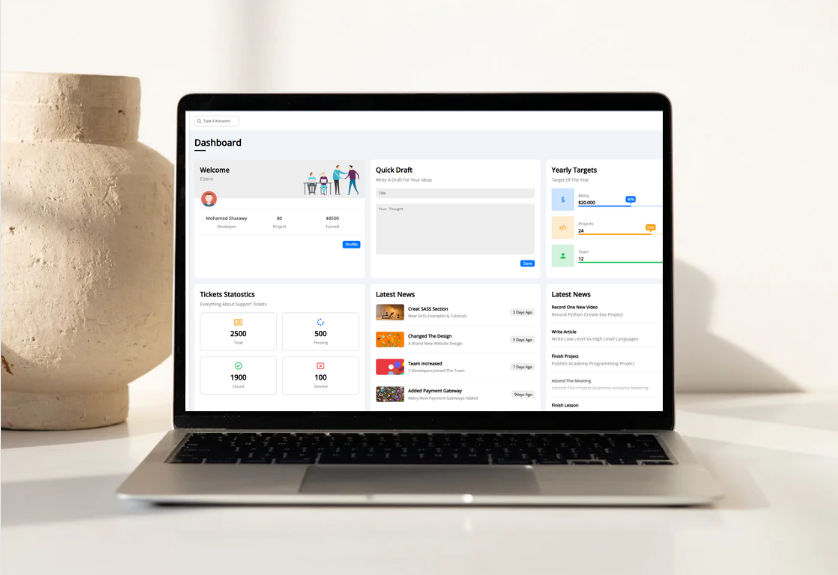 Type A Keyword
Dashboard
Welcome
Elzero
Mohamed Sharawy
Developer
80
Project
$8500
Earned
Profile
Quick Draft
Write A Draft For Your Ideas
Title
Your Thought
Save
Yearly Targets
Target Of The Year
Money
$20.000
Projects
24
Team
12
Tickets Statostics
Everything About Support Tickets
2500
Total
500
Pending
1900
Closed
100
Deleted
Latest News
Creat SASS Section
New SASS Examples & Tutorials
3 Days Ago
Changed The Design
A Brand New Website Design
5 Days Ago
Team Increased
3 Developers Joined The Team
7 Days Ago
Added Payment Gateway
Many New Payment Gateways Added
9Days Ago
Latest News
Record One New Video
Record Python Create Exe Project
Write Article
Write Low Level Vs High Level Languages
Finish Project
Publish Academy Programming Project
Attend The Meeting
Attend The Project Business Analysis Meeting
Finish Lesson